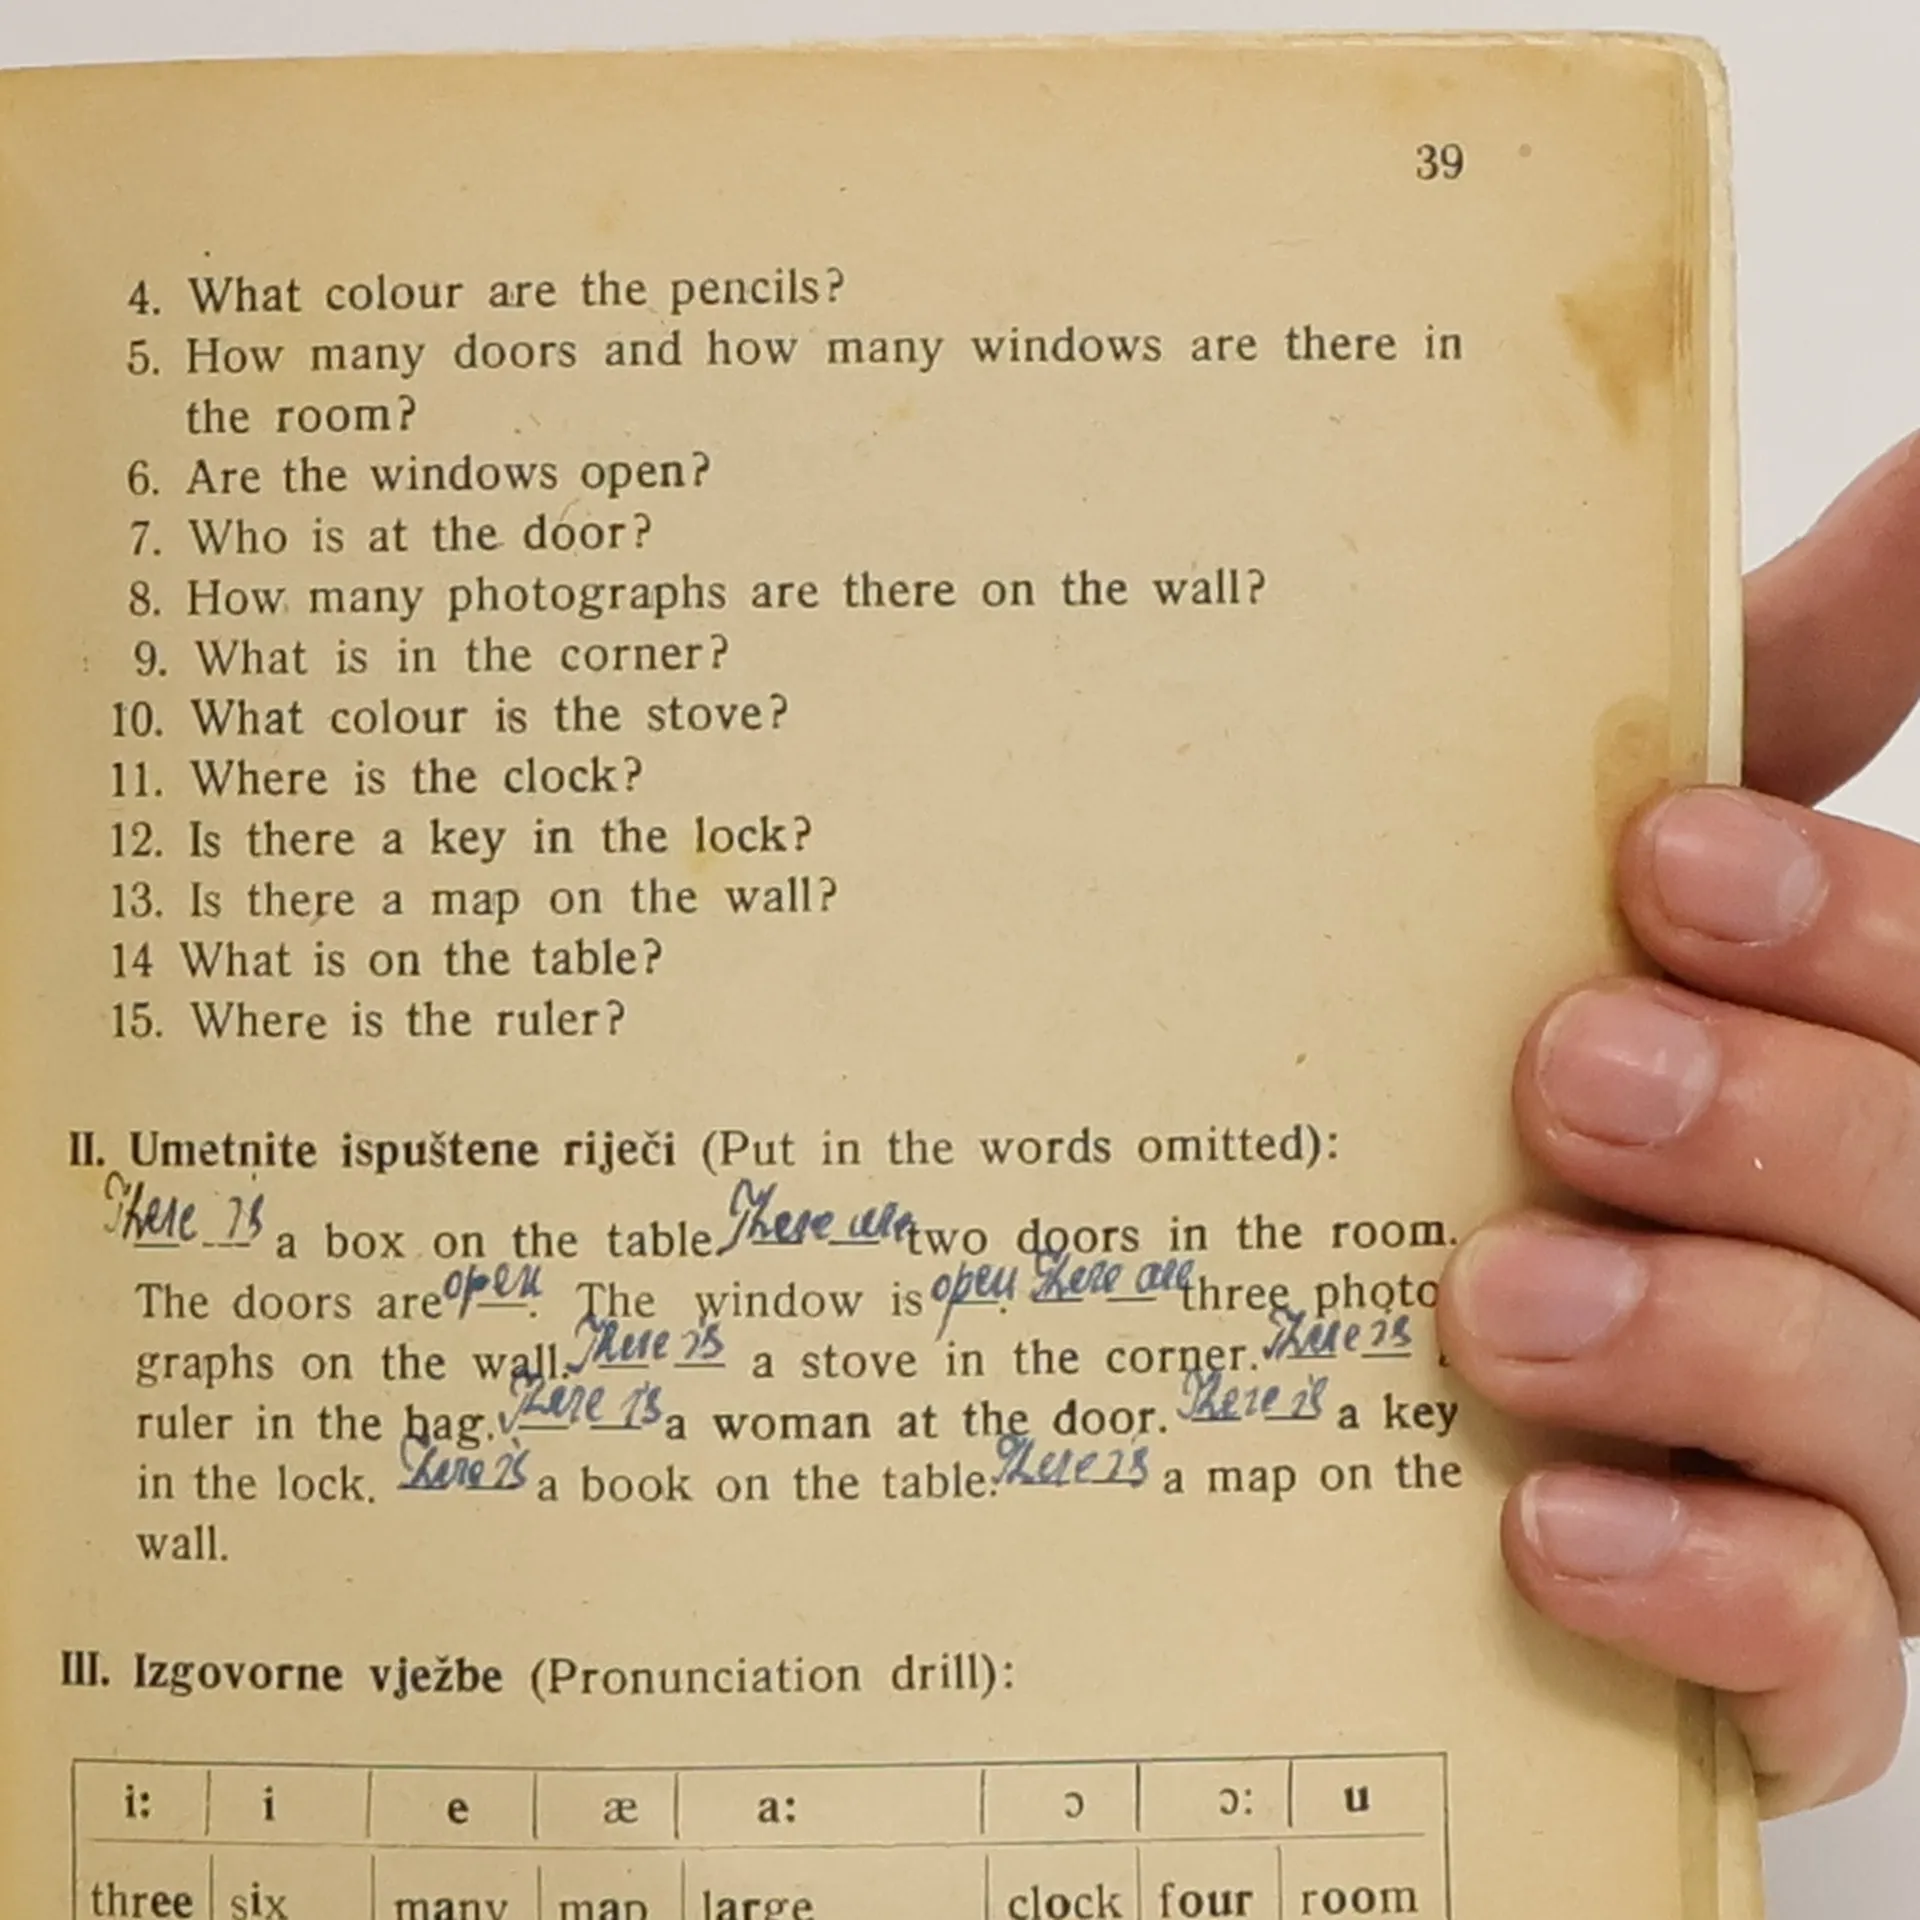 39
4. What colour are the pencils?
5. How many doors and how many windows are there in
the room?
6. Are the windows open?
7. Who is at the door?
8. How many photographs are there on the wall?
9. What is in the corner?
10. What colour is the stove?
11. Where is the clock?
12. Is there a key in the lock?
13. Is there a map on the wall?
14 What is on the table?
15. Where is the ruler?
II. Umetnite ispuštene riječi (Put in the words omitted):
There is a box on the table. There are two doors in the room.
The doors are open. The window is open. There are three photo
graphs on the wall. There is a stove in the corner. There is
ruler in the bag. There is a woman at the door. There is a key
in the lock. There is a book on the table. There is a map on the
wall.
III. Izgovorne vježbe (Pronunciation drill):
i: i e æ a: ɔ ɔ: u
three six many map large clock four room